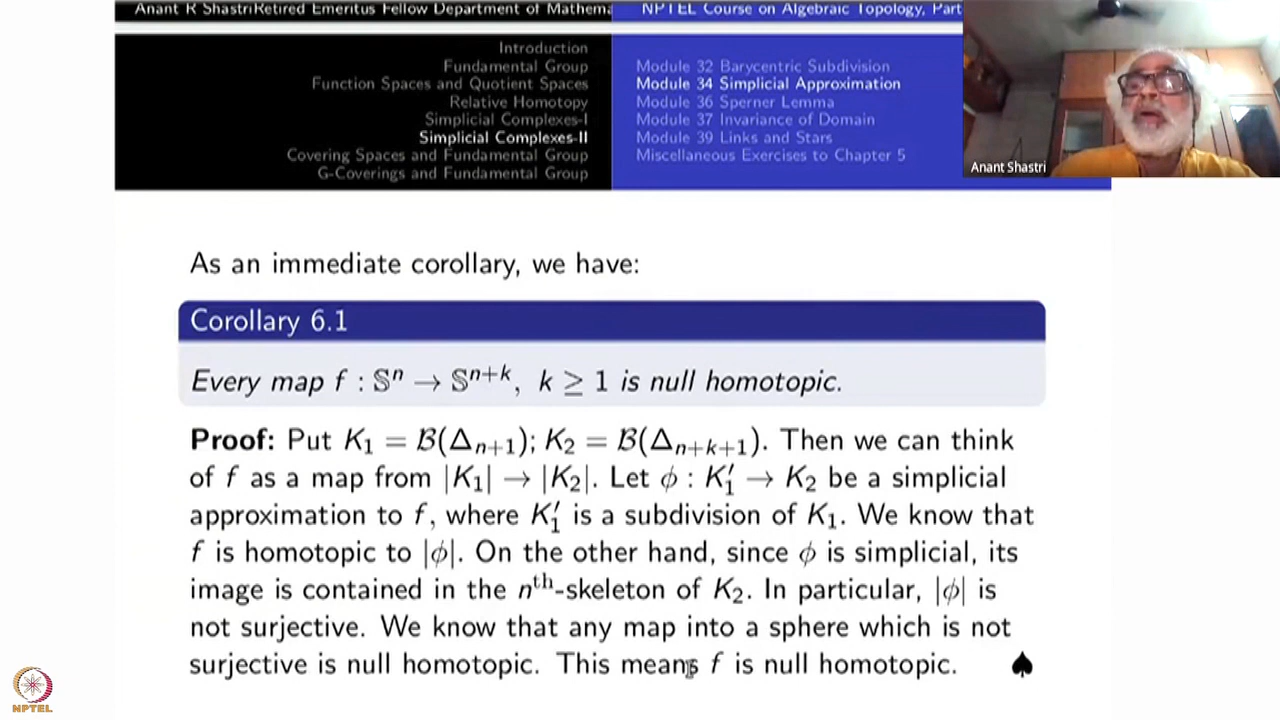 Anant R Shastri Retired Emeritus Fellow Department of Mathema
NPTEL Course on Algebraic Topology, Part
Introduction
Fundamental Group
Function Spaces and Quotient Spaces
Relative Homotopy
Simplicial Complexes-I
Simplicial Complexes-II
Covering Spaces and Fundamental Group
G-Coverings and Fundamental Group
Module 32 Barycentric Subdivision
Module 34 Simplicial Approximation
Module 36 Sperner Lemma
Module 37 Invariance of Domain
Module 39 Links and Stars
Miscellaneous Exercises to Chapter 5
Anant Shastri
As an immediate corollary, we have:
Corollary 6.1
Every map f : 𝕊ⁿ → 𝕊ⁿ⁺ᵏ, k ≥ 1 is null homotopic.
Proof: Put K₁ = 𝓑(Δₙ₊₁); K₂ = 𝓑(Δₙ₊ₖ₊₁). Then we can think
of f as a map from |K₁| → |K₂|. Let ϕ : K₁′ → K₂ be a simplicial
approximation to f, where K₁′ is a subdivision of K₁. We know that
f is homotopic to |ϕ|. On the other hand, since ϕ is simplicial, its
image is contained in the nᵗʰ-skeleton of K₂. In particular, |ϕ| is
not surjective. We know that any map into a sphere which is not
surjective is null homotopic. This means f is null homotopic. ♠
NPTEL